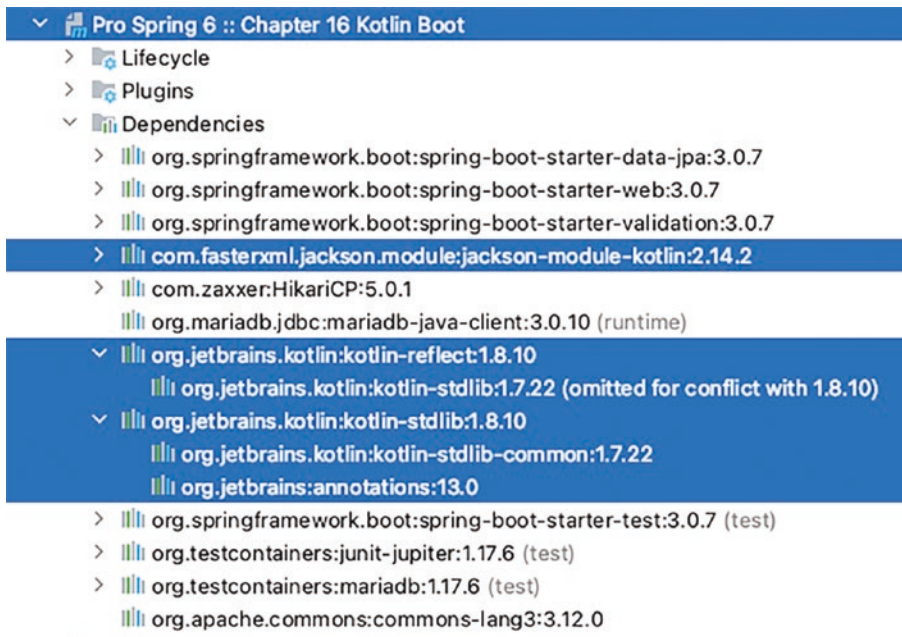 Pro Spring 6 :: Chapter 16 Kotlin Boot
Lifecycle
Plugins
Dependencies
org.springframework.boot:spring-boot-starter-data-jpa:3.0.7
org.springframework.boot:spring-boot-starter-web:3.0.7
org.springframework.boot:spring-boot-starter-validation:3.0.7
com.fasterxml.jackson.module:jackson-module-kotlin:2.14.2
com.zaxxer:HikariCP:5.0.1
org.mariadb.jdbc:mariadb-java-client:3.0.10 (runtime)
org.jetbrains.kotlin:kotlin-reflect:1.8.10
org.jetbrains.kotlin:kotlin-stdlib:1.7.22 (omitted for conflict with 1.8.10)
org.jetbrains.kotlin:kotlin-stdlib:1.8.10
org.jetbrains.kotlin:kotlin-stdlib-common:1.7.22
org.jetbrains:annotations:13.0
org.springframework.boot:spring-boot-starter-test:3.0.7 (test)
org.testcontainers:junit-jupiter:1.17.6 (test)
org.testcontainers:mariadb:1.17.6 (test)
org.apache.commons:commons-lang3:3.12.0